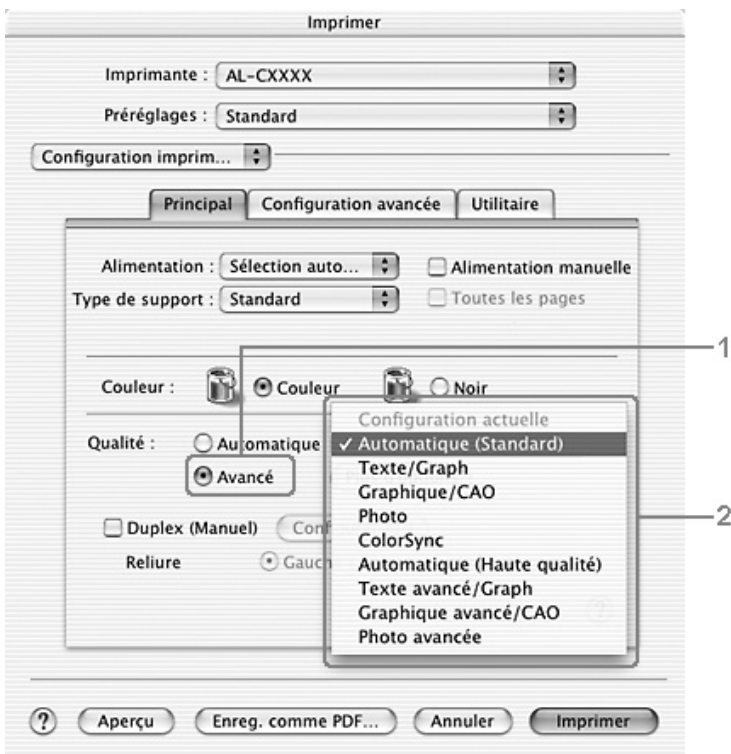 Imprimer
Imprimante : AL-CXXXX
Préréglages : Standard
Configuration imprim...
Principal Configuration avancée Utilitaire
Alimentation : Sélection auto... Alimentation manuelle
Type de support : Standard Toutes les pages
1
Couleur : Couleur Noir
Qualité : Automatique
Avancé
Configuration actuelle
✓ Automatique (Standard)
Texte/Graph
Graphique/CAO
Photo
ColorSync
Automatique (Haute qualité)
Texte avancé/Graph
Graphique avancé/CAO
Photo avancée
2
Duplex (Manuel)
Reliure
? Aperçu Enreg. comme PDF... Annuler Imprimer